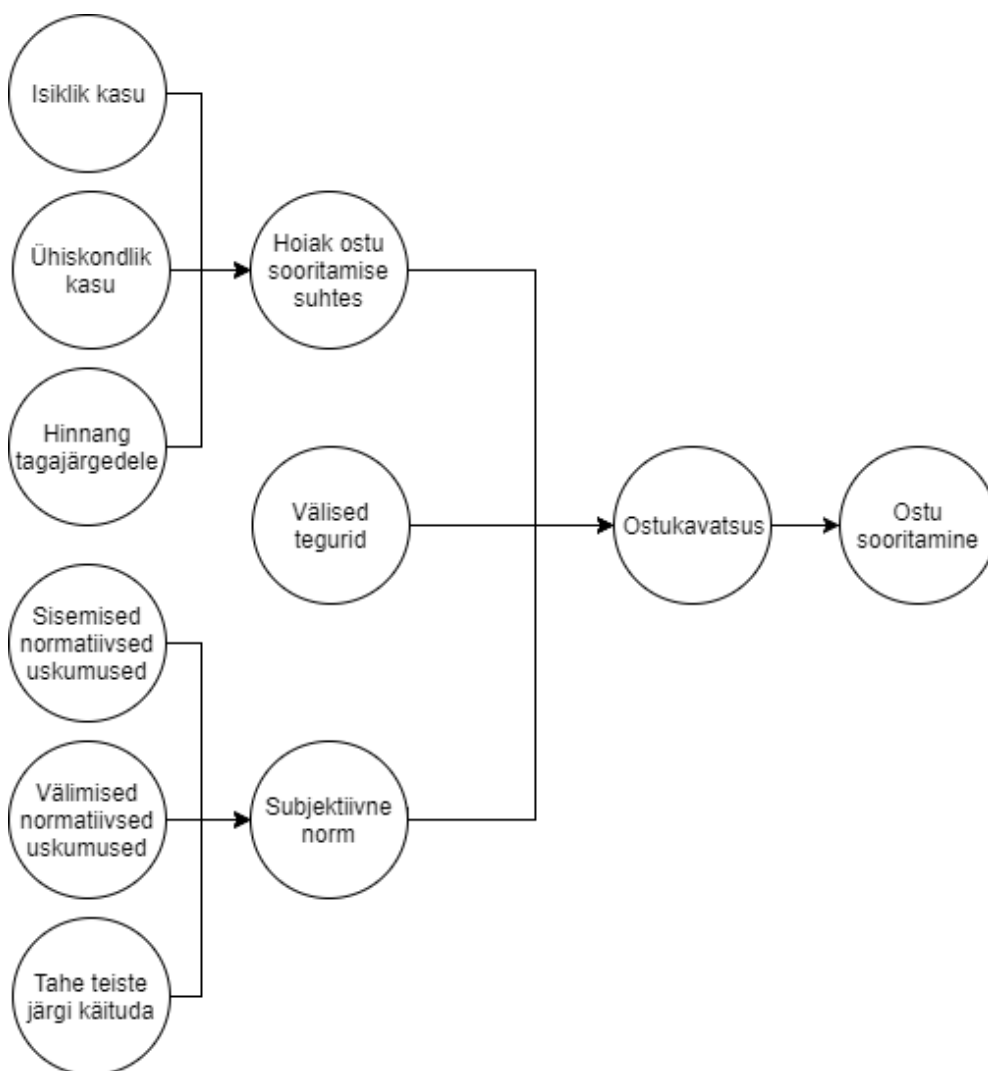 Isiklik kasu
Ühiskondlik
kasu
Hinnang
tagajärgedele
Sisemised
normatiivsed
uskumused
Välimised
normatiivsed
uskumused
Tahe teiste
järgi käituda
Hoiak ostu
sooritamise
suhtes
Välised
tegurid
Subjektiivne
norm
Ostukavatsus
Ostu
sooritamine